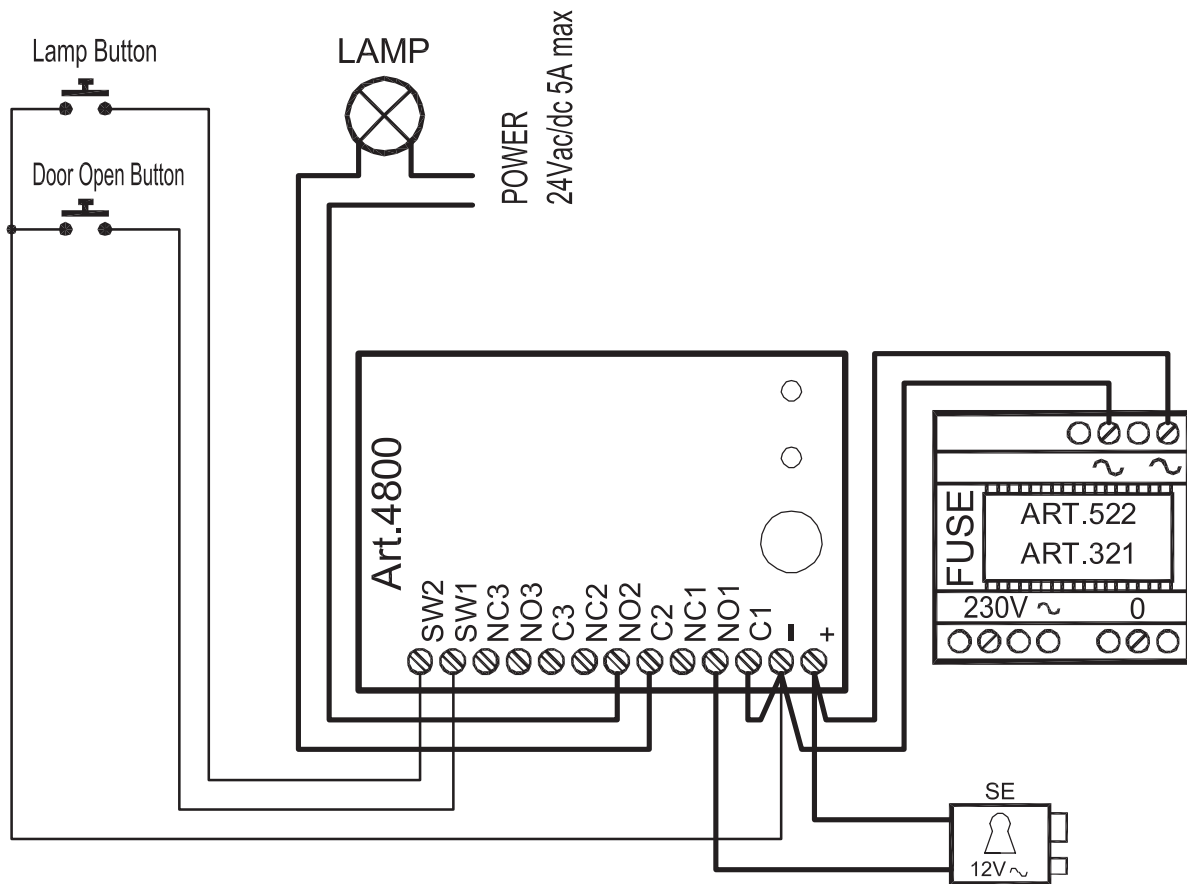 Lamp Button
LAMP
POWER
24Vac/dc 5A max
Door Open Button
Art.4800
SW2
SW1
NC3
NO3
C3
NC2
NO2
C2
NC1
NO1
C1
-
+
~ ~
FUSE
ART.522
ART.321
230V ~ 0
SE
12V ~